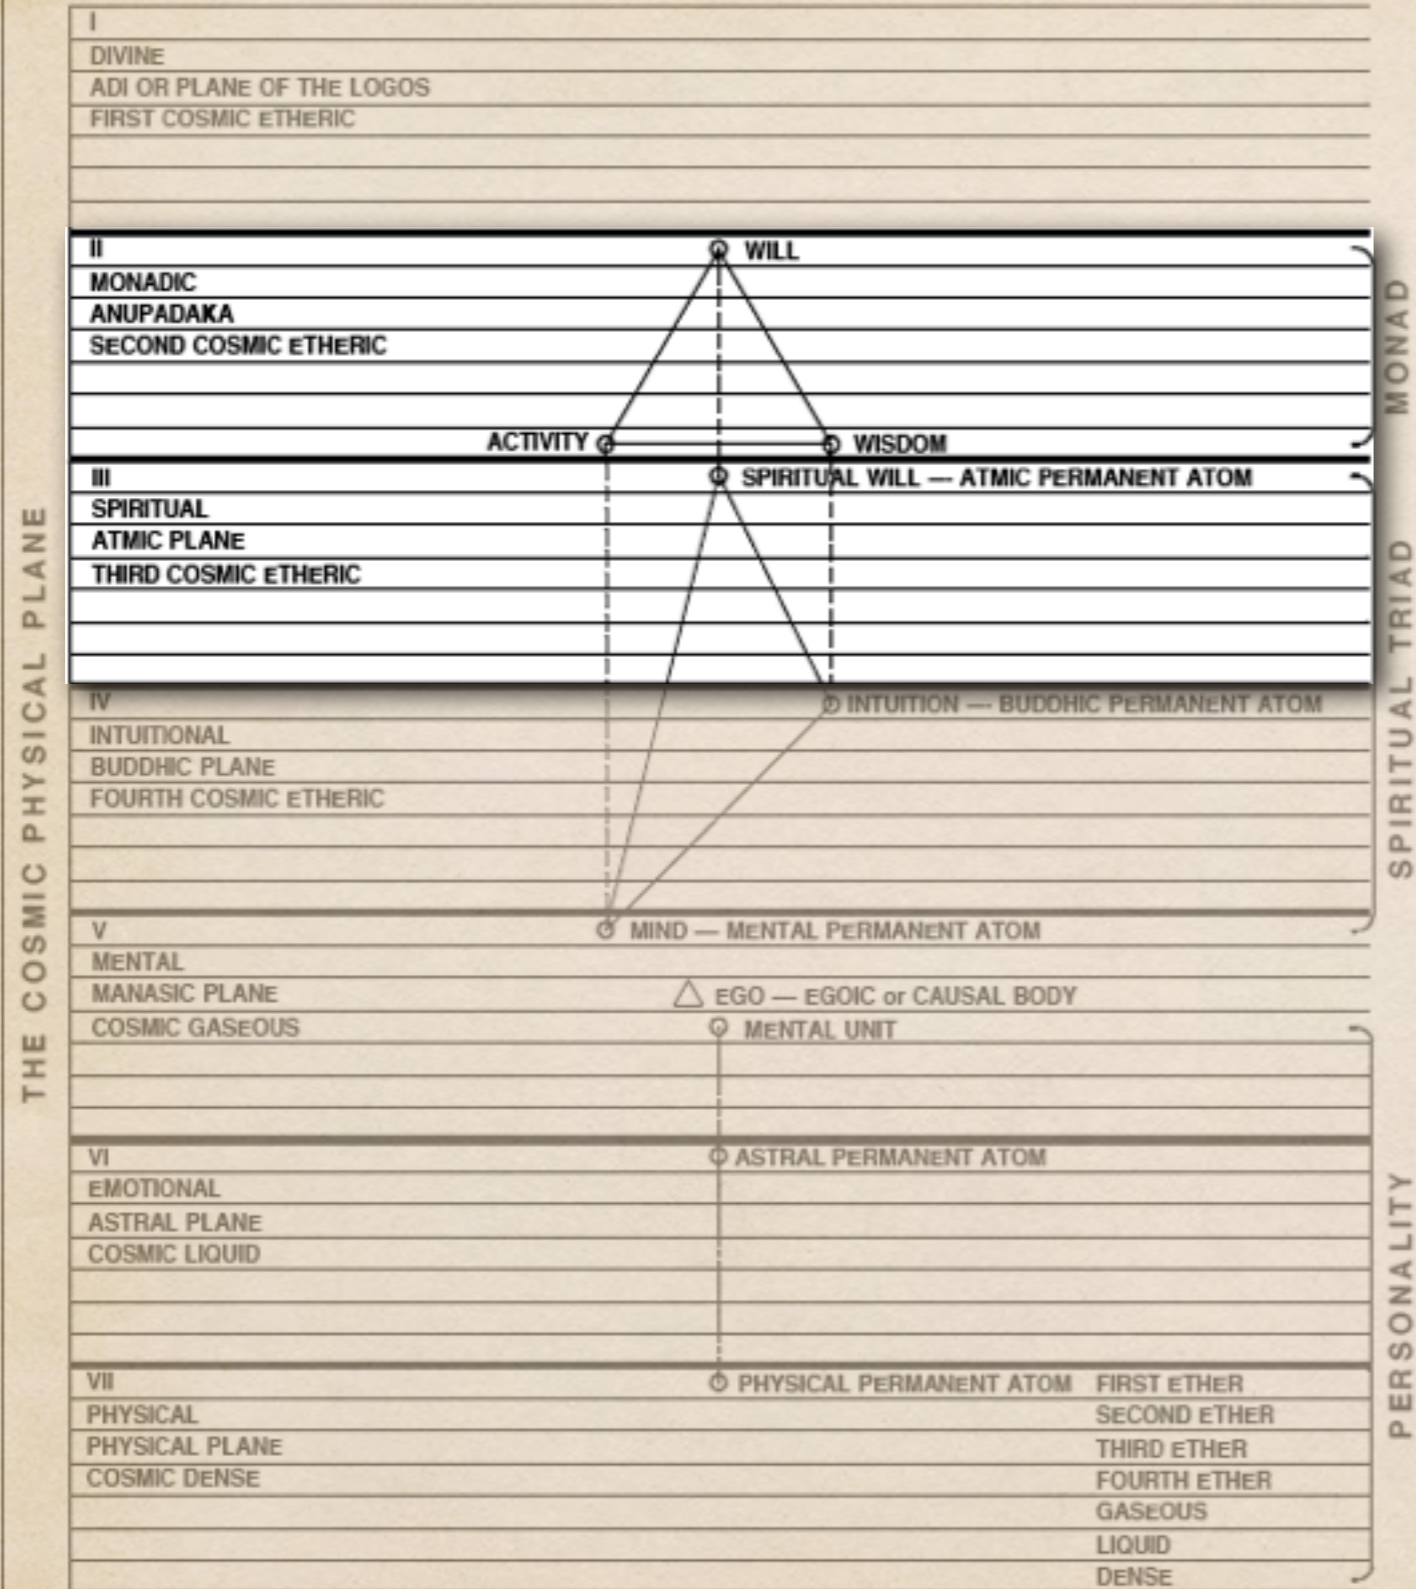 THE COSMIC PHYSICAL PLANE
I
DIVINE
ADI OR PLANE OF THE LOGOS
FIRST COSMIC ETHERIC
II
WILL
MONADIC
ANUPADAKA
SECOND COSMIC ETHERIC
ACTIVITY
WISDOM
MONAD
III
SPIRITUAL WILL — ATMIC PERMANENT ATOM
SPIRITUAL
ATMIC PLANE
THIRD COSMIC ETHERIC
IV
INTUITION — BUDDHIC PERMANENT ATOM
INTUITIONAL
BUDDHIC PLANE
FOURTH COSMIC ETHERIC
SPIRITUAL TRIAD
V
MIND — MENTAL PERMANENT ATOM
MENTAL
MANASIC PLANE
EGO — EGOIC or CAUSAL BODY
COSMIC GASEOUS
MENTAL UNIT
VI
ASTRAL PERMANENT ATOM
EMOTIONAL
ASTRAL PLANE
COSMIC LIQUID
VII
PHYSICAL PERMANENT ATOM
FIRST ETHER
PHYSICAL
SECOND ETHER
PHYSICAL PLANE
THIRD ETHER
COSMIC DENSE
FOURTH ETHER
GASEOUS
LIQUID
DENSE
PERSONALITY